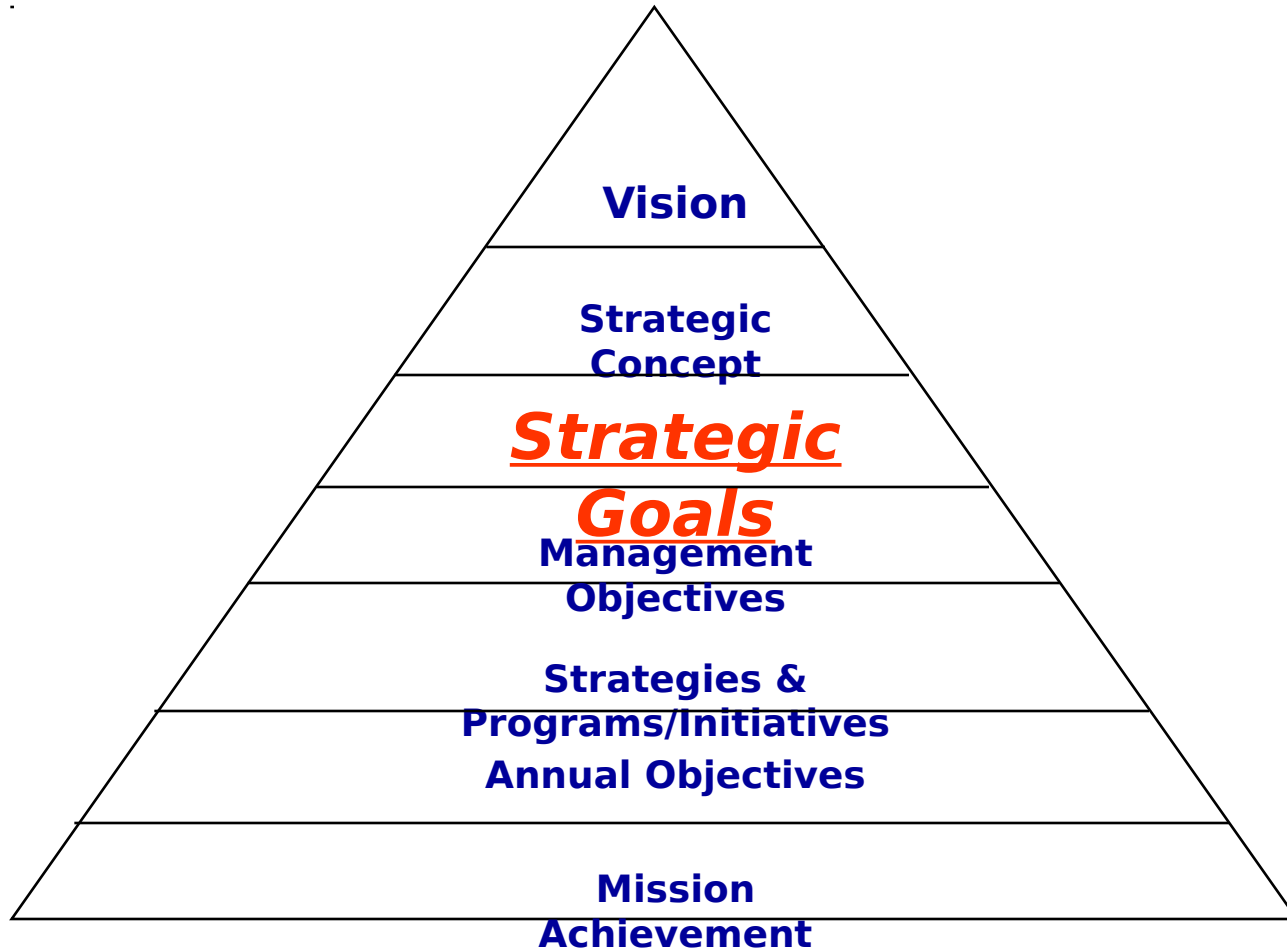 Vision
Strategic
Concept
Strategic
Goals
Management
Objectives
Strategies &
Programs/Initiatives
Annual Objectives
Mission
Achievement